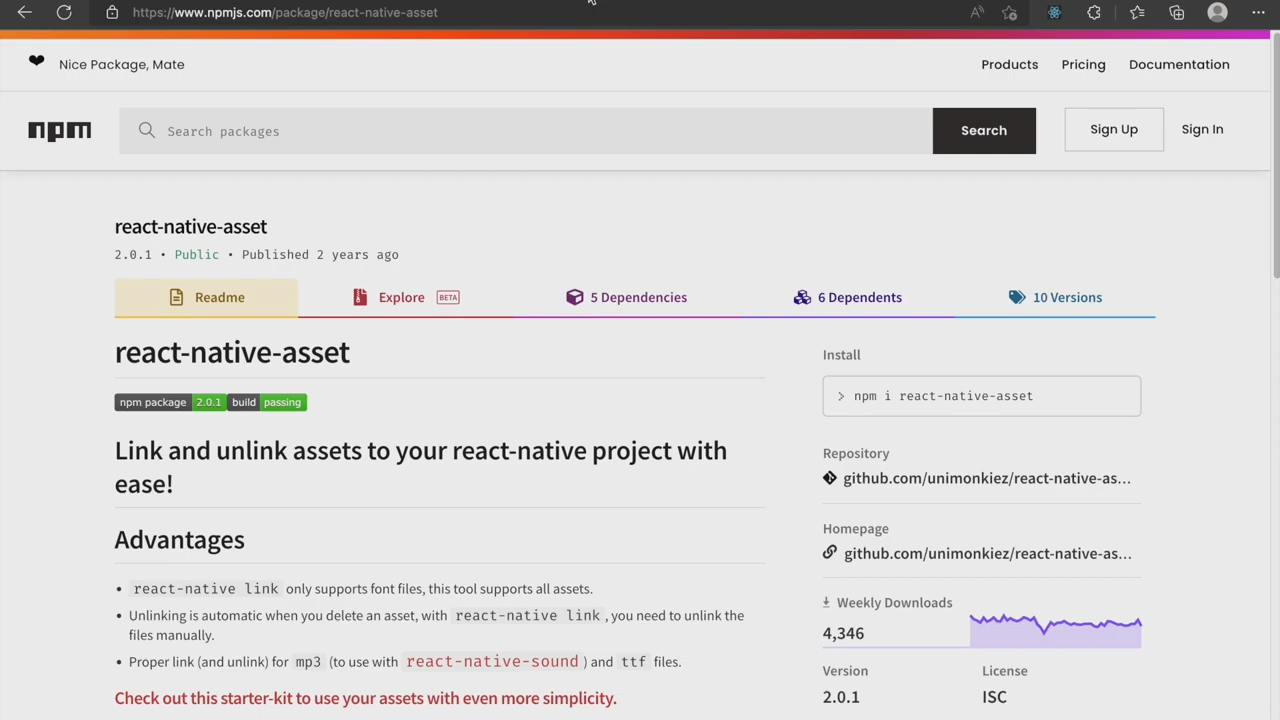 https://www.npmjs.com/package/react-native-asset
Nice Package, Mate
Products
Pricing
Documentation
npm
Search packages
Search
Sign Up
Sign In
react-native-asset
2.0.1 • Public • Published 2 years ago
Readme
Explore BETA
5 Dependencies
6 Dependents
10 Versions
react-native-asset
npm package 2.0.1 build passing
Link and unlink assets to your react-native project with
ease!
Advantages
• react-native link only supports font files, this tool supports all assets.
• Unlinking is automatic when you delete an asset, with react-native link, you need to unlink the
files manually.
• Proper link (and unlink) for mp3 (to use with react-native-sound) and ttf files.
Check out this starter-kit to use your assets with even more simplicity.
Install
> npm i react-native-asset
Repository
github.com/unimonkiez/react-native-as...
Homepage
github.com/unimonkiez/react-native-as...
Weekly Downloads
4,346
Version
License
2.0.1
ISC